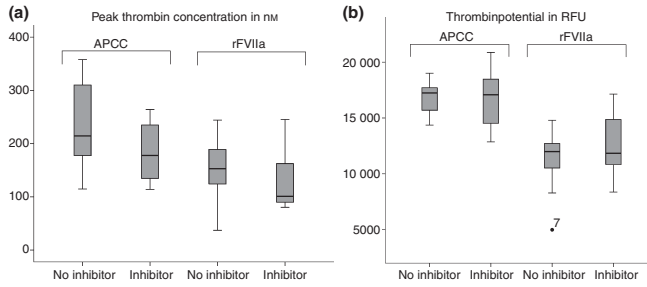 (a)
Peak thrombin concentration in nM
APCC
rFVIIa
400
300
200
100
0
No inhibitor Inhibitor No inhibitor Inhibitor
(b)
Thrombinpotential in RFU
APCC
rFVIIa
20 000
15 000
10 000
5000
7
No inhibitor Inhibitor No inhibitor Inhibitor